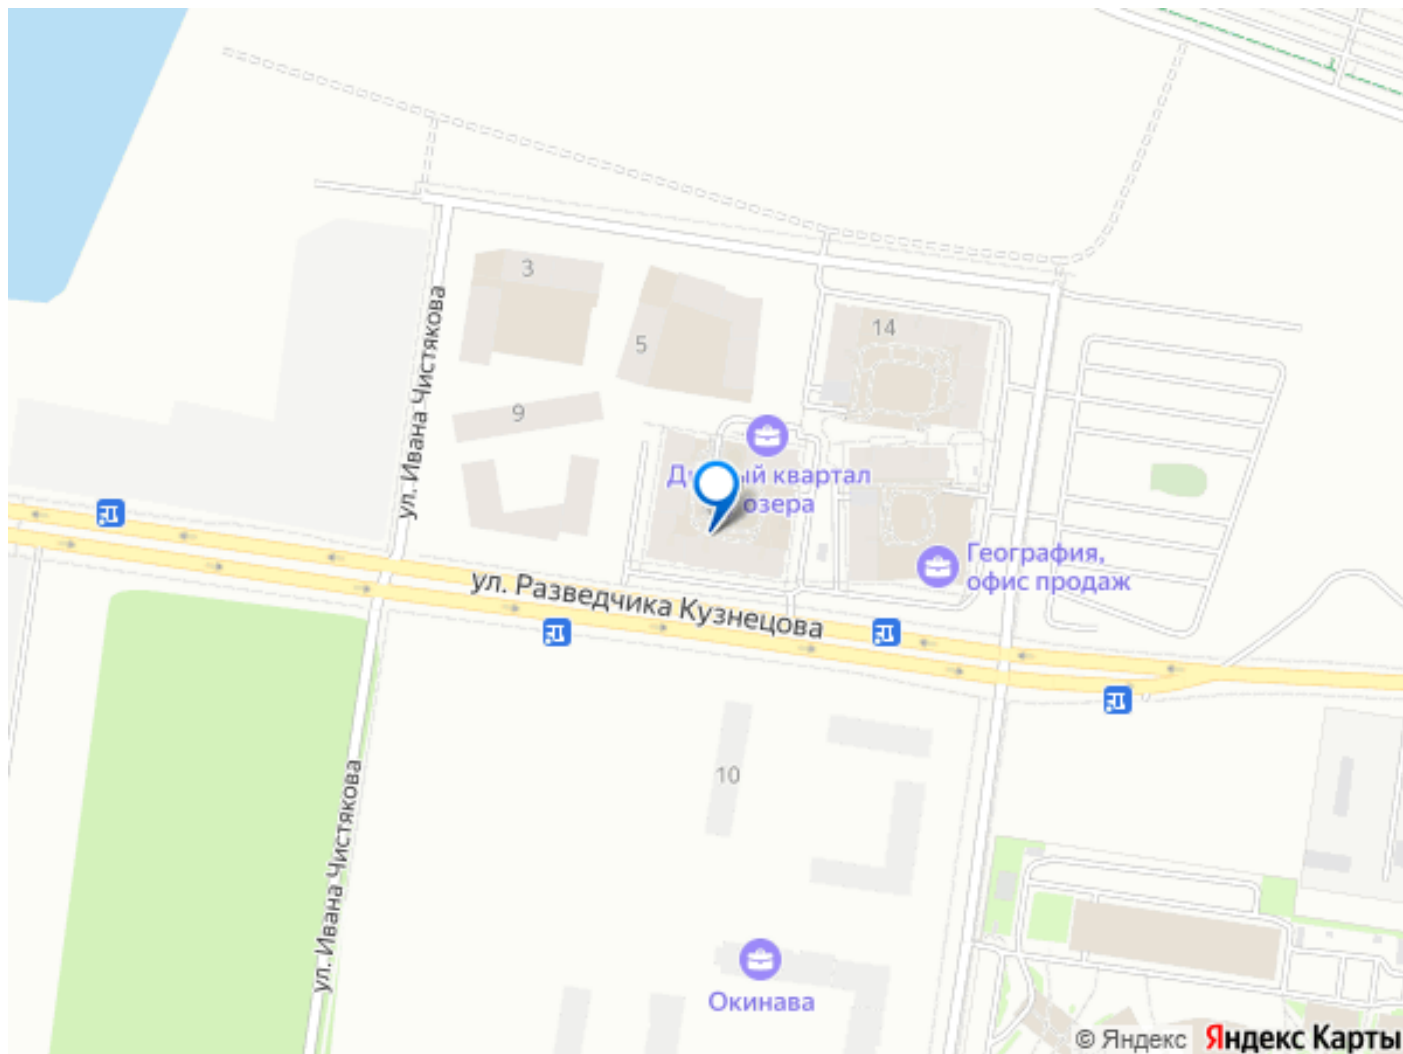 3
14
5
ул. Ивана Чистякова
9
квартал
озера
География,
офис продаж
ул. Разведчика Кузнецова
10
ул. Ивана Чистякова
Окинава
© Яндекс Яндекс Карты